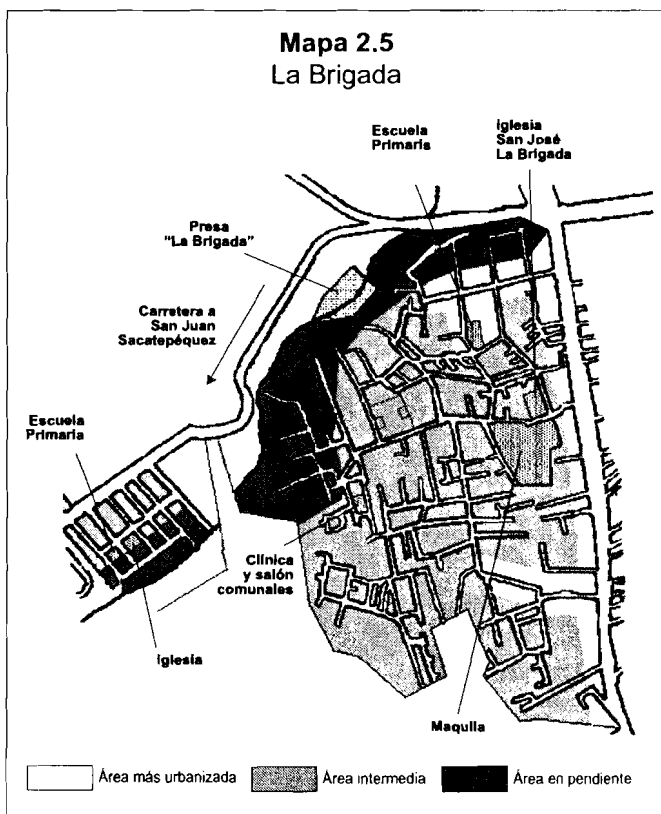 Mapa 2.5
La Brigada
Escuela
Primaria
Iglesia
San José
La Brigada
Presa
"La Brigada"
Carretera a
San Juan
Sacatepéquez
Escuela
Primaria
Clínica
y salón
comunales
Iglesia
Maquila
Área más urbanizada
Área intermedia
Área en pendiente